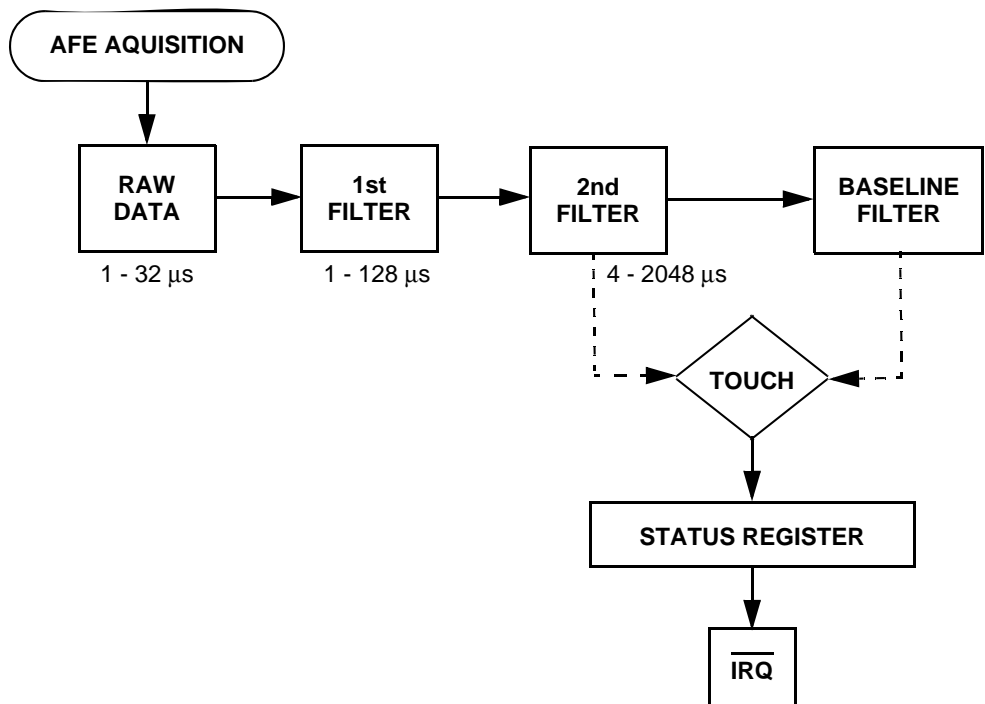 AFE AQUISITION
RAW
DATA
1st
FILTER
2nd
FILTER
BASELINE
FILTER
1 - 32 μs
1 - 128 μs
4 - 2048 μs
TOUCH
STATUS REGISTER
I̅R̅Q̅